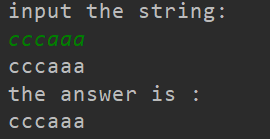 input the string:
cccaaa
cccaaa
the answer is :
cccaaa